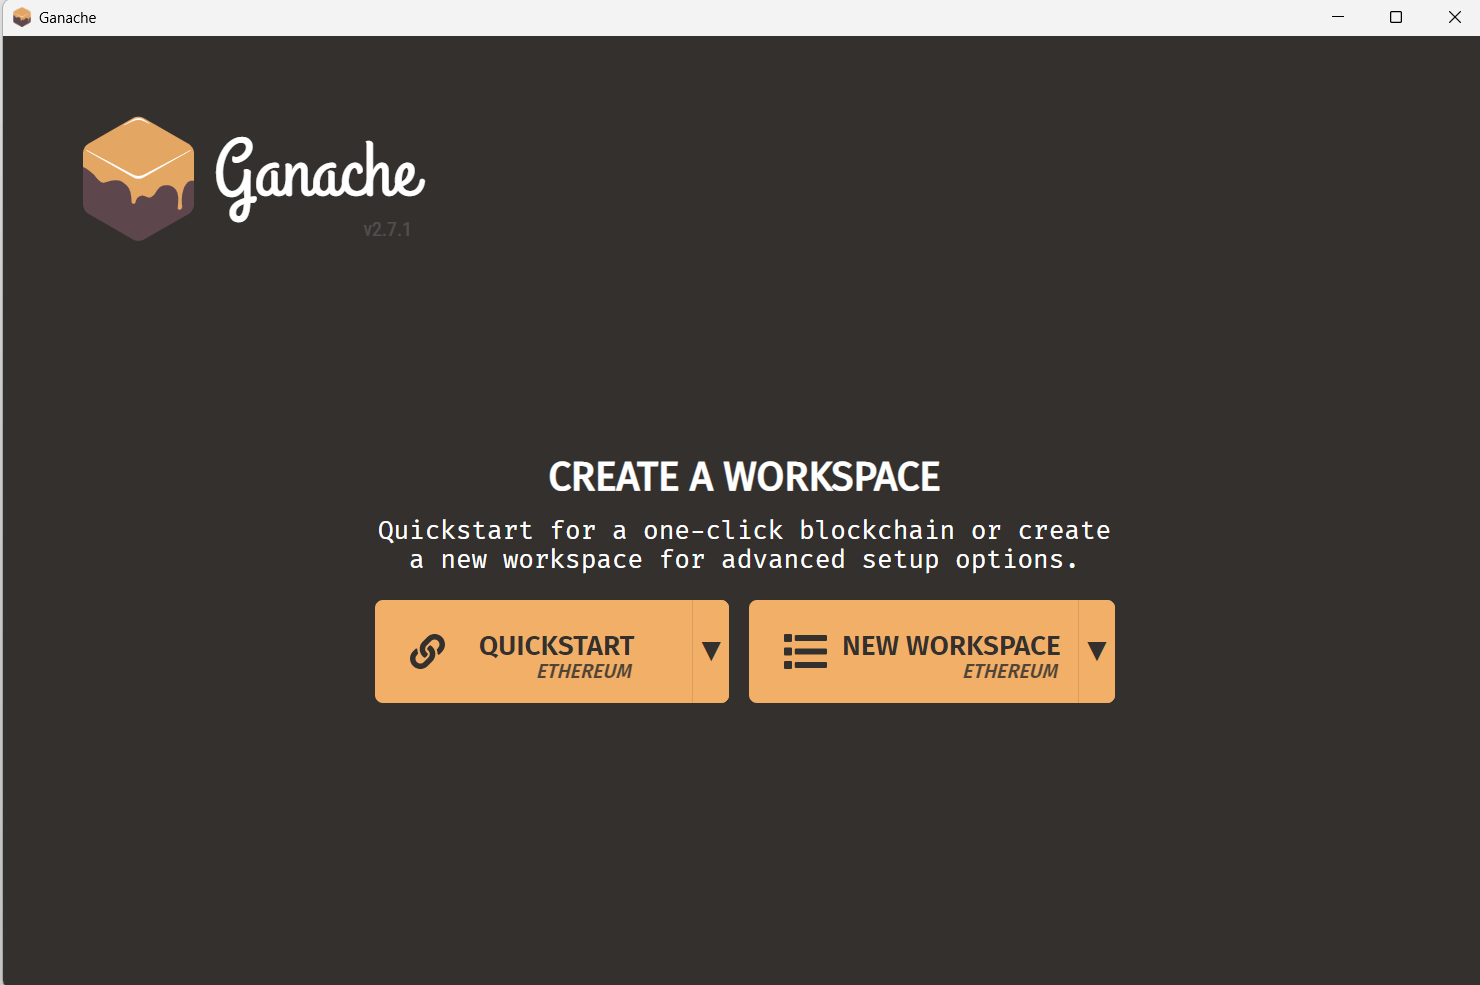 Ganache
Ganache
v2.7.1
CREATE A WORKSPACE
Quickstart for a one-click blockchain or create
a new workspace for advanced setup options.
QUICKSTART
ETHEREUM
NEW WORKSPACE
ETHEREUM